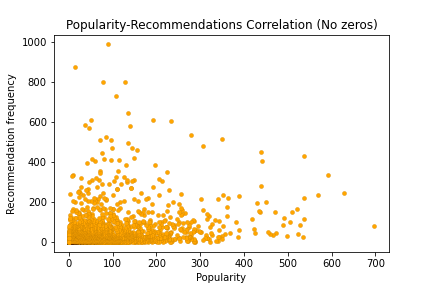 Popularity-Recommendations Correlation (No zeros)
Recommendation frequency
1000
800
600
400
200
0
0 100 200 300 400 500 600 700
Popularity